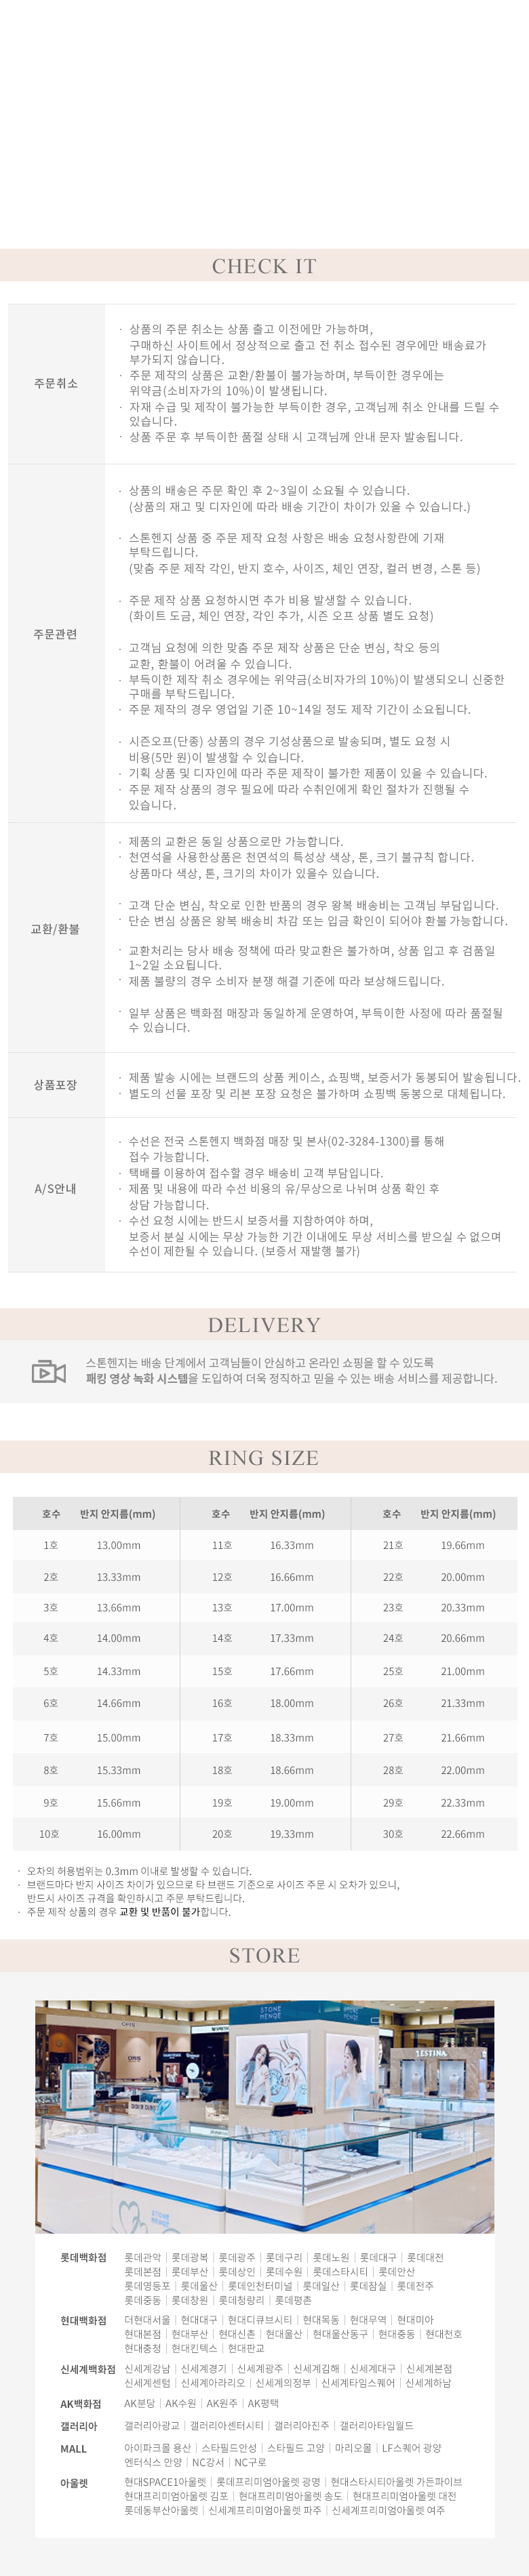 CHECK IT
주문취소
· 상품의 주문 취소는 상품 출고 이전에만 가능하며,
구매하신 사이트에서 정상적으로 출고 전 취소 접수된 경우에만 배송료가
부가되지 않습니다.
· 주문 제작의 상품은 교환/환불이 불가능하며, 부득이한 경우에는
위약금(소비자가의 10%)이 발생됩니다.
· 자재 수급 및 제작이 불가능한 부득이한 경우, 고객님께 취소 안내를 드릴 수
있습니다.
· 상품 주문 후 부득이한 품절 상태 시 고객님께 안내 문자 발송됩니다.
주문관련
· 상품의 배송은 주문 확인 후 2~3일이 소요될 수 있습니다.
(상품의 재고 및 디자인에 따라 배송 기간이 차이가 있을 수 있습니다.)
· 스톤헨지 상품 중 주문 제작 요청 사항은 배송 요청사항란에 기재
부탁드립니다.
(맞춤 주문 제작 각인, 반지 호수, 사이즈, 체인 연장, 컬러 변경, 스톤 등)
· 주문 제작 상품 요청하시면 추가 비용 발생할 수 있습니다.
(화이트 도금, 체인 연장, 각인 추가, 시즌 오프 상품 별도 요청)
· 고객님 요청에 의한 맞춤 주문 제작 상품은 단순 변심, 착오 등의
교환, 환불이 어려울 수 있습니다.
· 부득이한 제작 취소 경우에는 위약금(소비자가의 10%)이 발생되오니 신중한
구매를 부탁드립니다.
· 주문 제작의 경우 영업일 기준 10~14일 정도 제작 기간이 소요됩니다.
· 시즌오프(단종) 상품의 경우 기성상품으로 발송되며, 별도 요청 시
비용(5만 원)이 발생할 수 있습니다.
· 기획 상품 및 디자인에 따라 주문 제작이 불가한 제품이 있을 수 있습니다.
· 주문 제작 상품의 경우 필요에 따라 수취인에게 확인 절차가 진행될 수
있습니다.
교환/환불
· 제품의 교환은 동일 상품으로만 가능합니다.
· 천연석을 사용한상품은 천연석의 특성상 색상, 톤, 크기 불규칙 합니다.
상품마다 색상, 톤, 크기의 차이가 있을수 있습니다.
· 고객 단순 변심, 착오로 인한 반품의 경우 왕복 배송비는 고객님 부담입니다.
· 단순 변심 상품은 왕복 배송비 차감 또는 입금 확인이 되어야 환불 가능합니다.
· 교환처리는 당사 배송 정책에 따라 맞교환은 불가하며, 상품 입고 후 검품일
1~2일 소요됩니다.
· 제품 불량의 경우 소비자 분쟁 해결 기준에 따라 보상해드립니다.
· 일부 상품은 백화점 매장과 동일하게 운영하여, 부득이한 사정에 따라 품절될
수 있습니다.
상품포장
· 제품 발송 시에는 브랜드의 상품 케이스, 쇼핑백, 보증서가 동봉되어 발송됩니다.
· 별도의 선물 포장 및 리본 포장 요청은 불가하며 쇼핑백 동봉으로 대체됩니다.
A/S안내
· 수선은 전국 스톤헨지 백화점 매장 및 본사(02-3284-1300)를 통해
접수 가능합니다.
· 택배를 이용하여 접수할 경우 배송비 고객 부담입니다.
· 제품 및 내용에 따라 수선 비용의 유/무상으로 나뉘며 상품 확인 후
상담 가능합니다.
· 수선 요청 시에는 반드시 보증서를 지참하여야 하며,
보증서 분실 시에는 무상 가능한 기간 이내에도 무상 서비스를 받으실 수 없으며
수선이 제한될 수 있습니다. (보증서 재발행 불가)
DELIVERY
스톤헨지는 배송 단계에서 고객님들이 안심하고 온라인 쇼핑을 할 수 있도록
패킹 영상 녹화 시스템을 도입하여 더욱 정직하고 믿을 수 있는 배송 서비스를 제공합니다.
RING SIZE
호수 반지 안지름(mm) 호수 반지 안지름(mm) 호수 반지 안지름(mm)
1호 13.00mm 11호 16.33mm 21호 19.66mm
2호 13.33mm 12호 16.66mm 22호 20.00mm
3호 13.66mm 13호 17.00mm 23호 20.33mm
4호 14.00mm 14호 17.33mm 24호 20.66mm
5호 14.33mm 15호 17.66mm 25호 21.00mm
6호 14.66mm 16호 18.00mm 26호 21.33mm
7호 15.00mm 17호 18.33mm 27호 21.66mm
8호 15.33mm 18호 18.66mm 28호 22.00mm
9호 15.66mm 19호 19.00mm 29호 22.33mm
10호 16.00mm 20호 19.33mm 30호 22.66mm
· 오차의 허용범위는 0.3mm 이내로 발생할 수 있습니다.
· 브랜드마다 반지 사이즈 차이가 있으므로 타 브랜드 기준으로 사이즈 주문 시 오차가 있으니,
반드시 사이즈 규격을 확인하시고 주문 부탁드립니다.
· 주문 제작 상품의 경우 교환 및 반품이 불가합니다.
STORE
STONE
HENGE
롯데백화점 롯데관악 | 롯데광복 | 롯데광주 | 롯데구리 | 롯데노원 | 롯데대구 | 롯데대전
롯데본점 | 롯데부산 | 롯데상인 | 롯데수원 | 롯데스타시티 | 롯데안산
롯데영등포 | 롯데울산 | 롯데인천터미널 | 롯데일산 | 롯데잠실 | 롯데전주
롯데중동 | 롯데창원 | 롯데청량리 | 롯데평촌
현대백화점 더현대서울 | 현대대구 | 현대디큐브시티 | 현대목동 | 현대무역 | 현대미아
현대본점 | 현대부산 | 현대신촌 | 현대울산 | 현대울산동구 | 현대중동 | 현대천호
현대충청 | 현대킨텍스 | 현대판교
신세계백화점 신세계강남 | 신세계경기 | 신세계광주 | 신세계김해 | 신세계대구 | 신세계본점
신세계센텀 | 신세계아라리오 | 신세계의정부 | 신세계타임스퀘어 | 신세계하남
AK백화점 AK분당 | AK수원 | AK원주 | AK평택
갤러리아 갤러리아광교 | 갤러리아센터시티 | 갤러리아진주 | 갤러리아타임월드
MALL 아이파크몰 용산 | 스타필드안성 | 스타필드 고양 | 마리오몰 | LF스퀘어 광양
엔터식스 안양 | NC강서 | NC구로
아울렛 현대SPACE1아울렛 | 롯데프리미엄아울렛 광명 | 현대스타시티아울렛 가든파이브
현대프리미엄아울렛 김포 | 현대프리미엄아울렛 송도 | 현대프리미엄아울렛 대전
롯데동부산아울렛 | 신세계프리미엄아울렛 파주 | 신세계프리미엄아울렛 여주